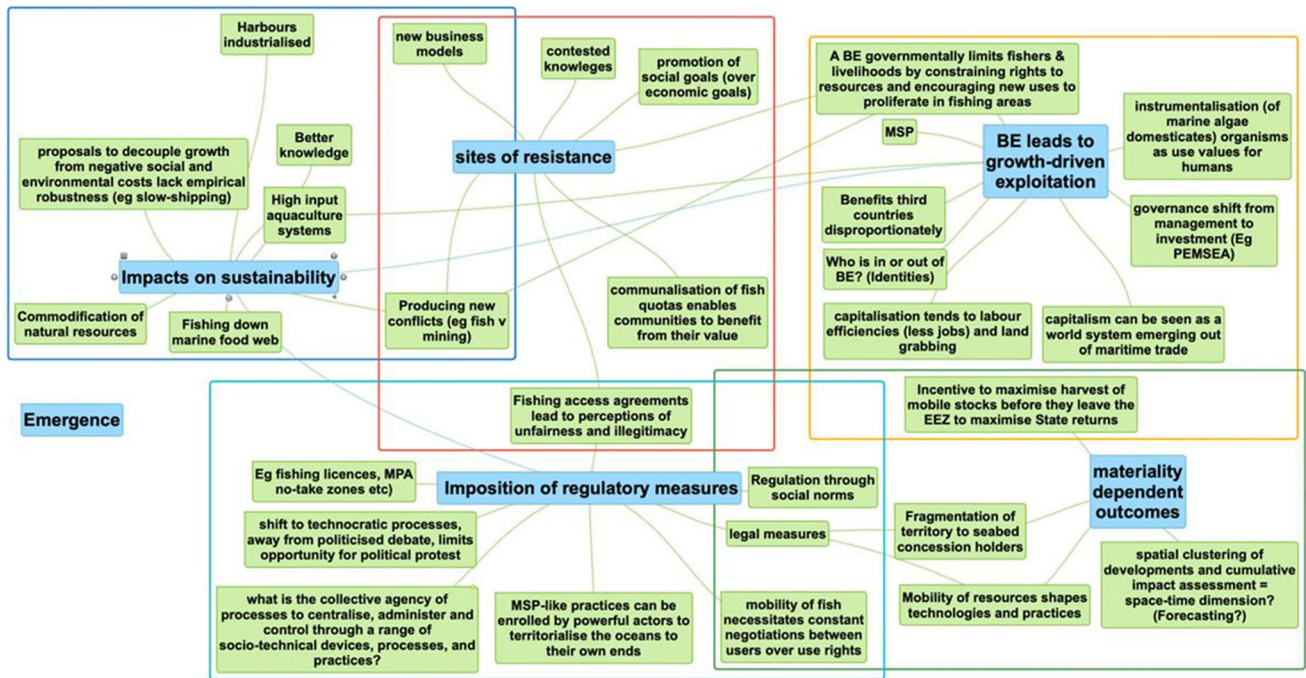 Harbours
industrialised
proposals to decouple growth
from negative social and
environmental costs lack empirical
robustness (eg slow-shipping)
Better
knowledge
High input
aquaculture
systems
Impacts on sustainability
Commodification of
natural resources
Fishing down
marine food web
new business
models
contested
knowleges
promotion of
social goals (over
economic goals)
sites of resistance
Producing new
conflicts (eg fish v
mining)
communalisation of fish
quotas enables
communities to benefit
from their value
Fishing access agreements
lead to perceptions of
unfairness and illegitimacy
A BE governmentally limits fishers &
livelihoods by constraining rights to
resources and encouraging new uses to
proliferate in fishing areas
MSP
BE leads to
growth-driven
exploitation
instrumentalisation (of
marine algae
domesticates) organisms
as use values for
humans
Benefits third
countries
disproportionately
governance shift from
management to
investment (Eg
PEMSEA)
Who is in or out of
BE? (Identities)
capitalisation tends to labour
efficiencies (less jobs) and land
grabbing
capitalism can be seen as a
world system emerging out
of maritime trade
Incentive to maximise harvest of
mobile stocks before they leave the
EEZ to maximise State returns
Emergence
Eg fishing licences, MPA
no-take zones etc)
Imposition of regulatory measures
Regulation through
social norms
shift to technocratic processes,
away from politicised debate, limits
opportunity for political protest
legal measures
what is the collective agency of
processes to centralise, administer and
control through a range of
socio-technical devices, processes, and
practices?
MSP-like practices can be
enrolled by powerful actors to
territorialise the oceans to
their own ends
mobility of fish
necessitates constant
negotiations between
users over use rights
materiality
dependent
outcomes
Fragmentation of
territory to seabed
concession holders
Mobility of resources shapes
technologies and practices
spatial clustering of
developments and cumulative
impact assessment =
space-time dimension?
(Forecasting?)